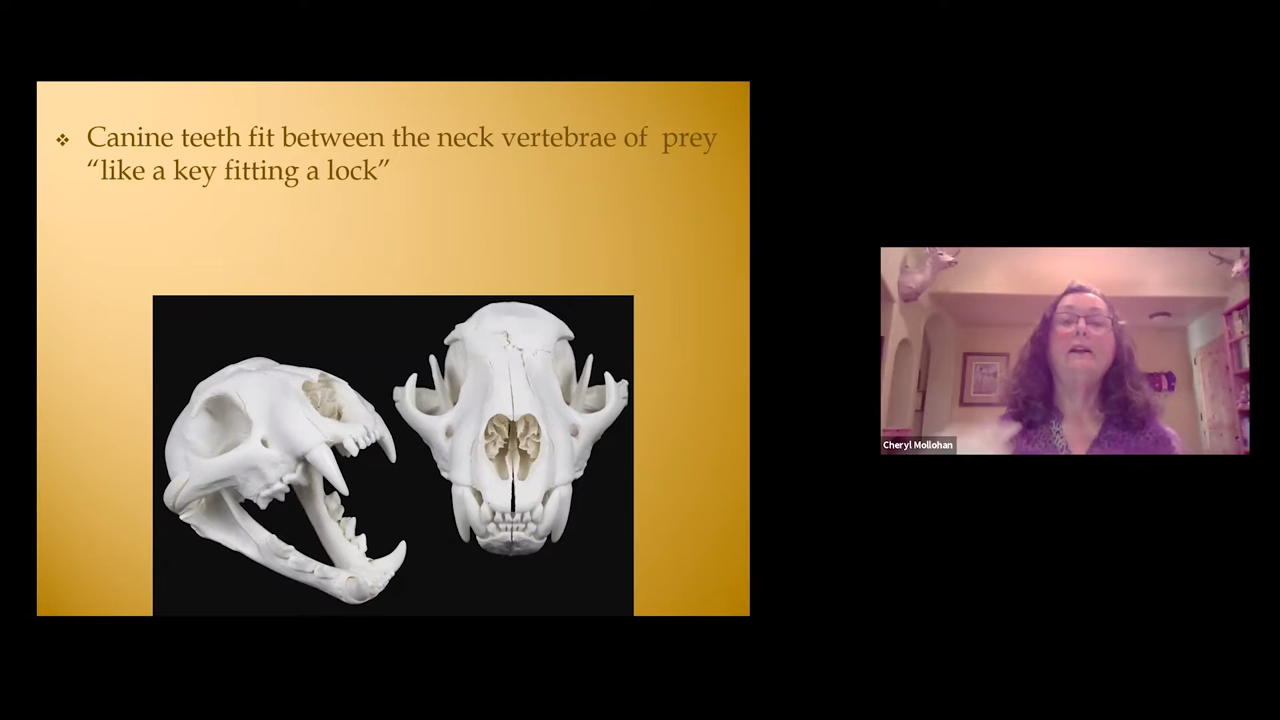 ❖ Canine teeth fit between the neck vertebrae of prey
“like a key fitting a lock”
Cheryl Mollohan